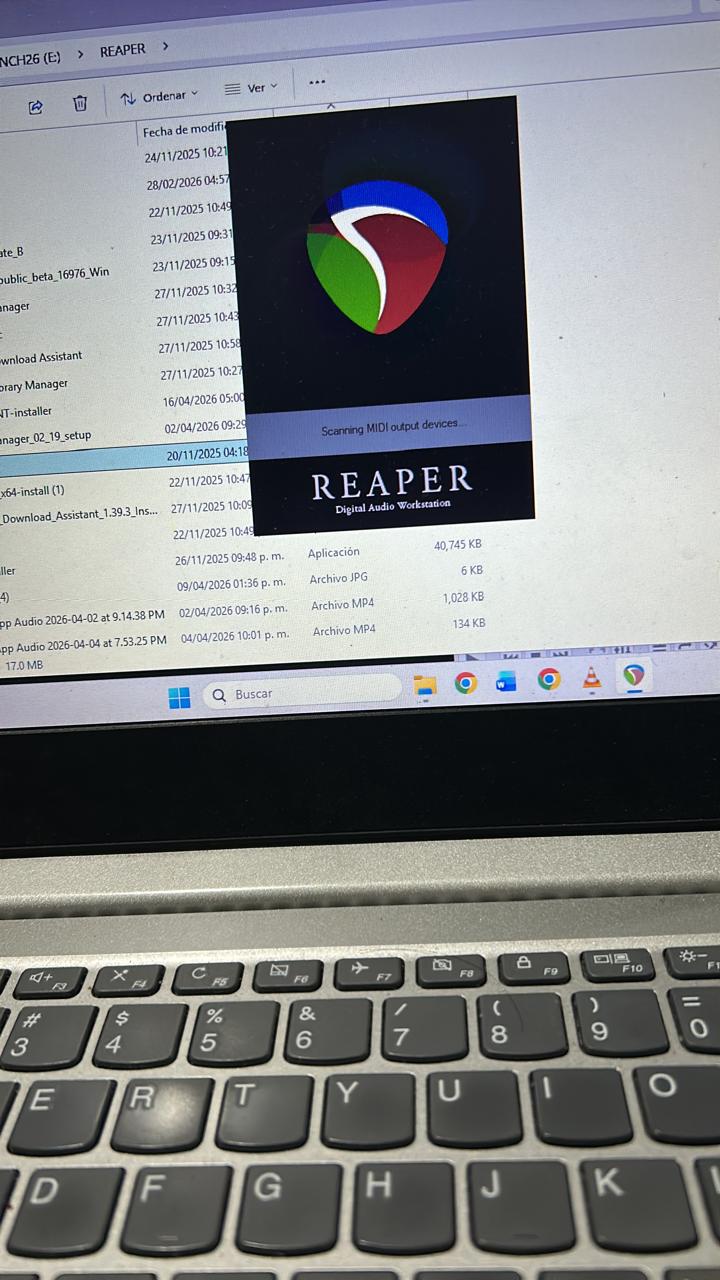 NCH26 (E) > REAPER >
Ordenar
Ver
...
Fecha de modifi
24/11/2025 10:21
28/02/2026 04:57
22/11/2025 10:49
ate_B 23/11/2025 09:31
public_beta_16976_Win 23/11/2025 09:15
anager 27/11/2025 10:32
27/11/2025 10:43
wnload Assistant 27/11/2025 10:58
orary Manager 27/11/2025 10:27
NT-installer 16/04/2026 05:00
anager_02_19_setup 02/04/2026 09:29
20/11/2025 04:18
x64-install (1) 22/11/2025 10:47
_Download_Assistant_1.39.3_Ins... 27/11/2025 10:09
22/11/2025 10:49
ller 26/11/2025 09:48 p. m. Aplicación 40,745 KB
4) 09/04/2026 01:36 p. m. Archivo JPG 6 KB
pp Audio 2026-04-02 at 9.14.38 PM 02/04/2026 09:16 p. m. Archivo MP4 1,028 KB
pp Audio 2026-04-04 at 7.53.25 PM 04/04/2026 10:01 p. m. Archivo MP4 134 KB
17.0 MB
Scanning MIDI output devices...
REAPER
Digital Audio Workstation
Buscar
W
F3 F4 F5 F6 F7 F8 F9 F10 F1
# $ % & / ( ) =
3 4 5 6 7 8 9 0
E R T Y U I O
D F G H J K